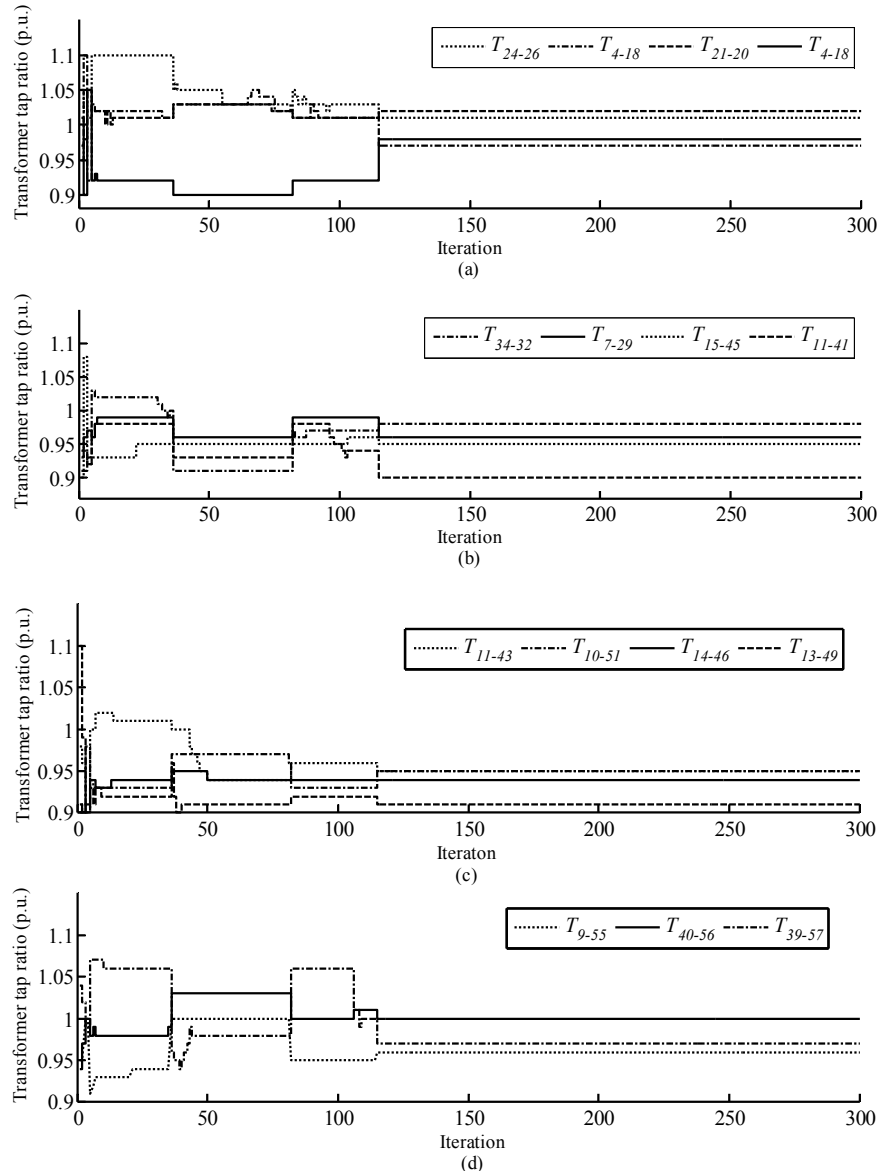 Transformer tap ratio (p.u.)
1.1
1.05
1
0.95
0.9
T24-26 T4-18 T21-20 T4-18
0 50 100 150 200 250 300
Iteration
(a)
Transformer tap ratio (p.u.)
1.1
1.05
1
0.95
0.9
T34-32 T7-29 T15-45 T11-41
0 50 100 150 200 250 300
Iteration
(b)
Transformer tap ratio (p.u.)
1.1
1.05
1
0.95
0.9
T11-43 T10-51 T14-46 T13-49
0 50 100 150 200 250 300
Iteraton
(c)
Transformer tap ratio (p.u.)
1.1
1.05
1
0.95
0.9
T9-55 T40-56 T39-57
0 50 100 150 200 250 300
Iteration
(d)